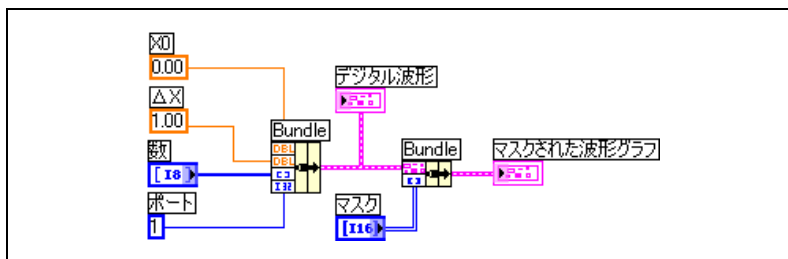 X0
0.00
デジタル波形
ΔX
1.00
Bundle
DBL
DBL
[ ]
I32
数
[I8]
ポート
1
Bundle
[ ]
マスクされた波形グラフ
マスク
[I16]